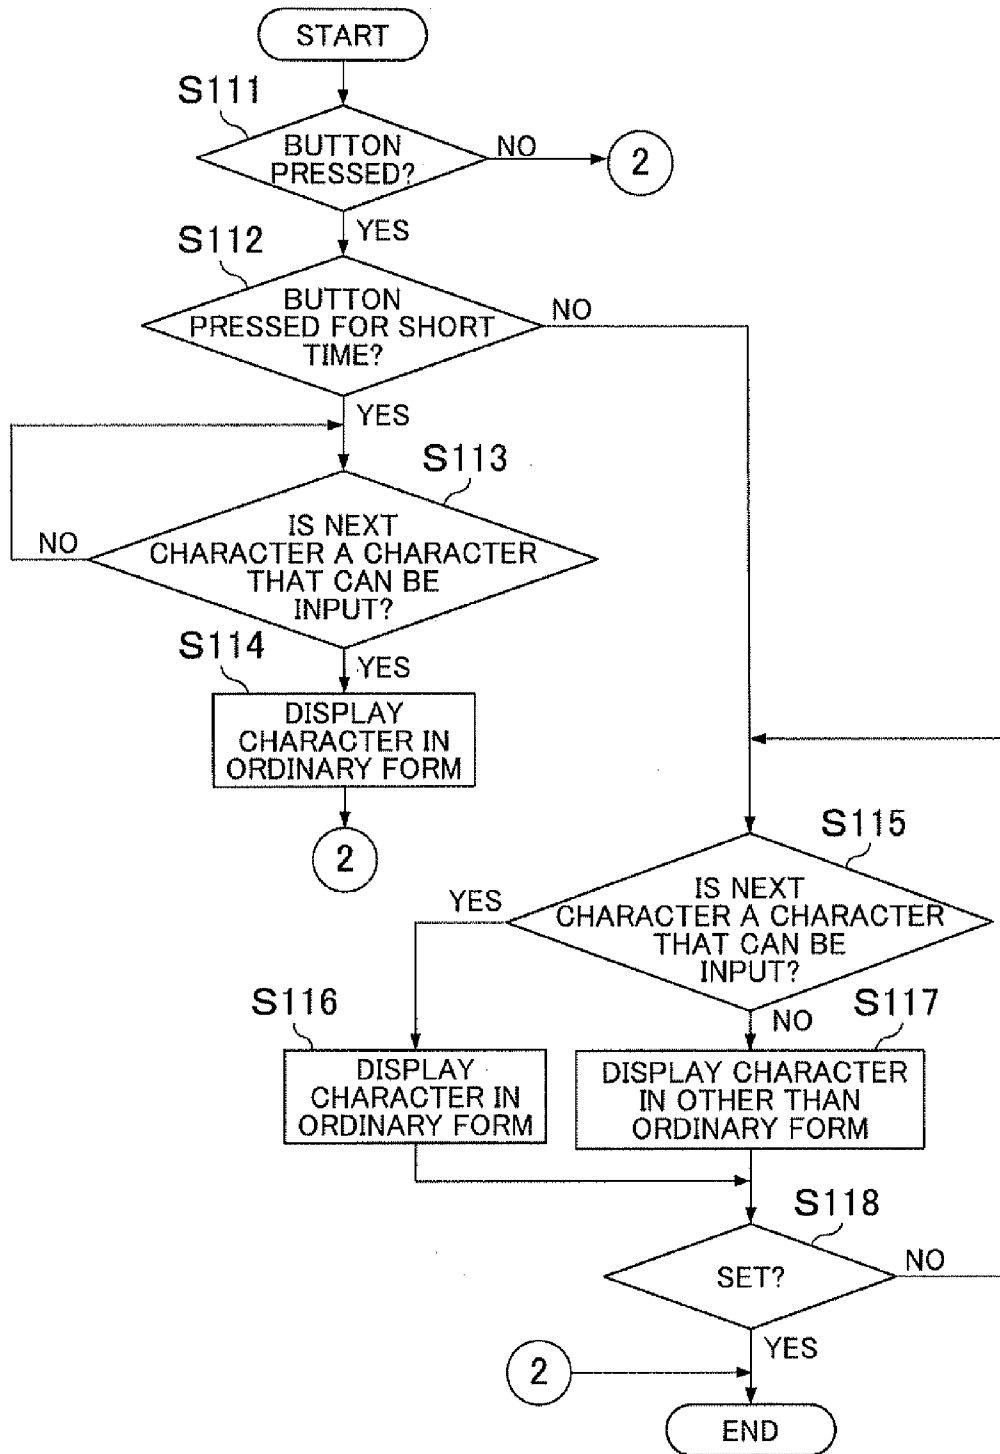 START
S111
BUTTON
PRESSED?
NO
2
YES
S112
BUTTON
PRESSED FOR SHORT
TIME?
NO
YES
S113
IS NEXT
CHARACTER A CHARACTER
THAT CAN BE
INPUT?
NO
YES
S114
DISPLAY
CHARACTER IN
ORDINARY FORM
2
S115
IS NEXT
CHARACTER A CHARACTER
THAT CAN BE
INPUT?
YES
NO
S116
DISPLAY
CHARACTER IN
ORDINARY FORM
S117
DISPLAY CHARACTER
IN OTHER THAN
ORDINARY FORM
S118
SET?
NO
YES
2
END